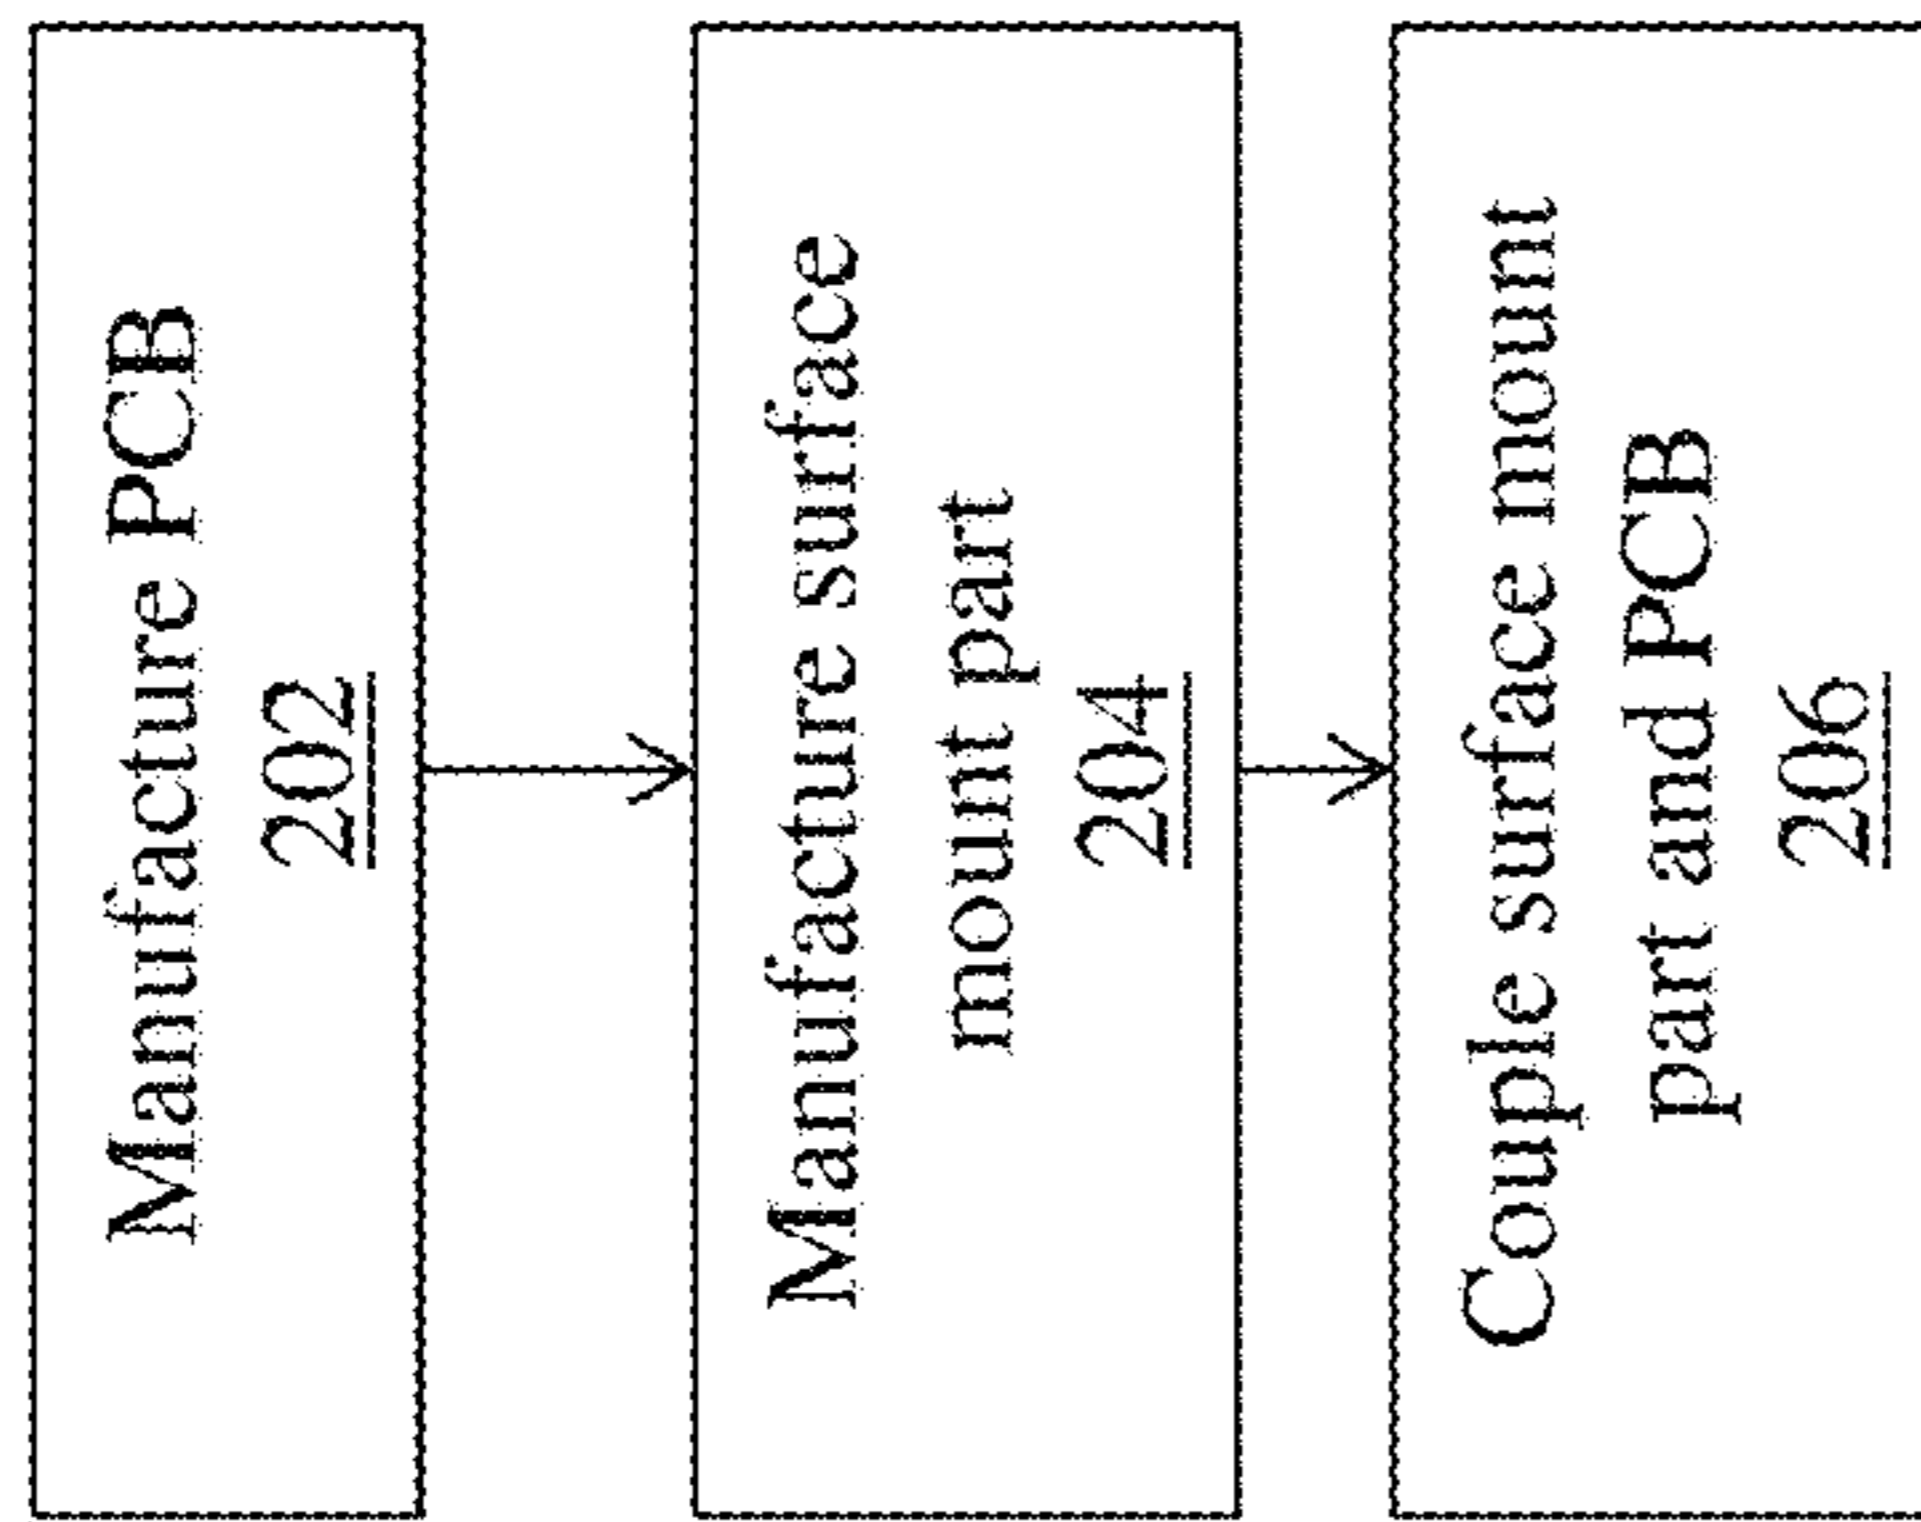 Manufacture PCB
202
Manufacture surface
mount part
204
Couple surface mount
part and PCB
206